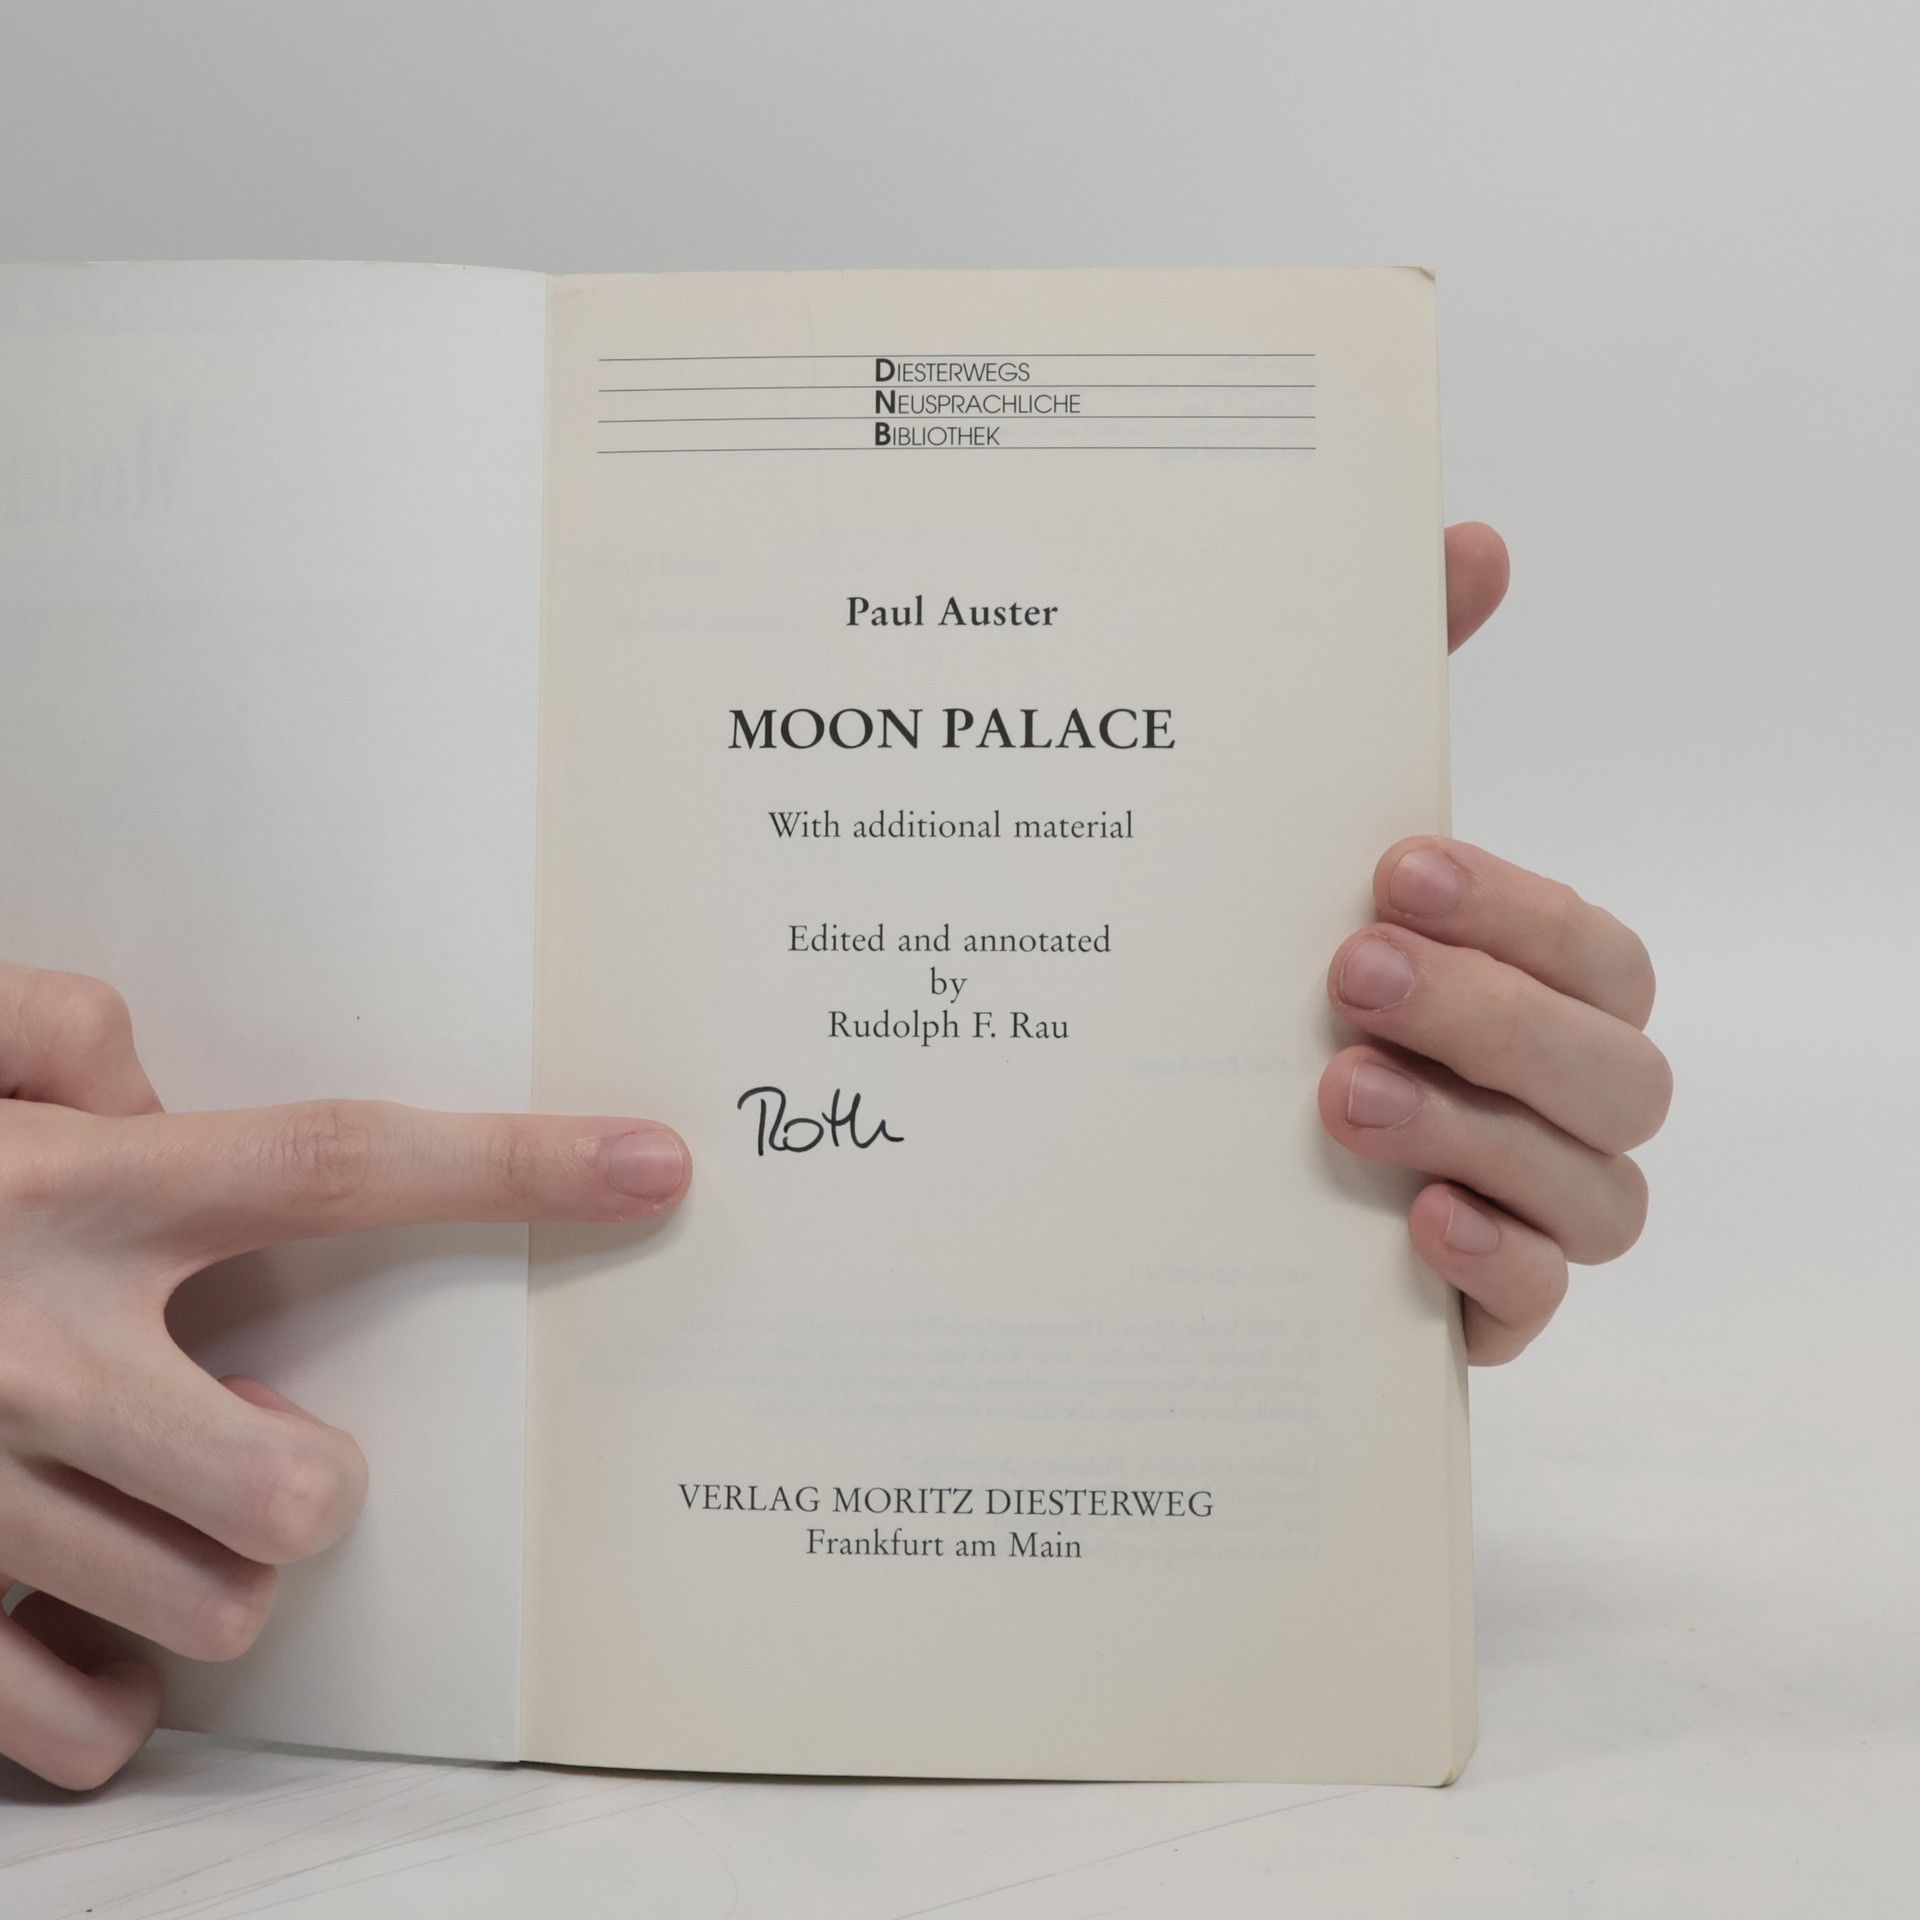 DIESTERWEGS
NEUSPRACHLICHE
BIBLIOTHEK
Paul Auster
MOON PALACE
With additional material
Edited and annotated
by
Rudolph F. Rau
Roth
VERLAG MORITZ DIESTERWEG
Frankfurt am Main